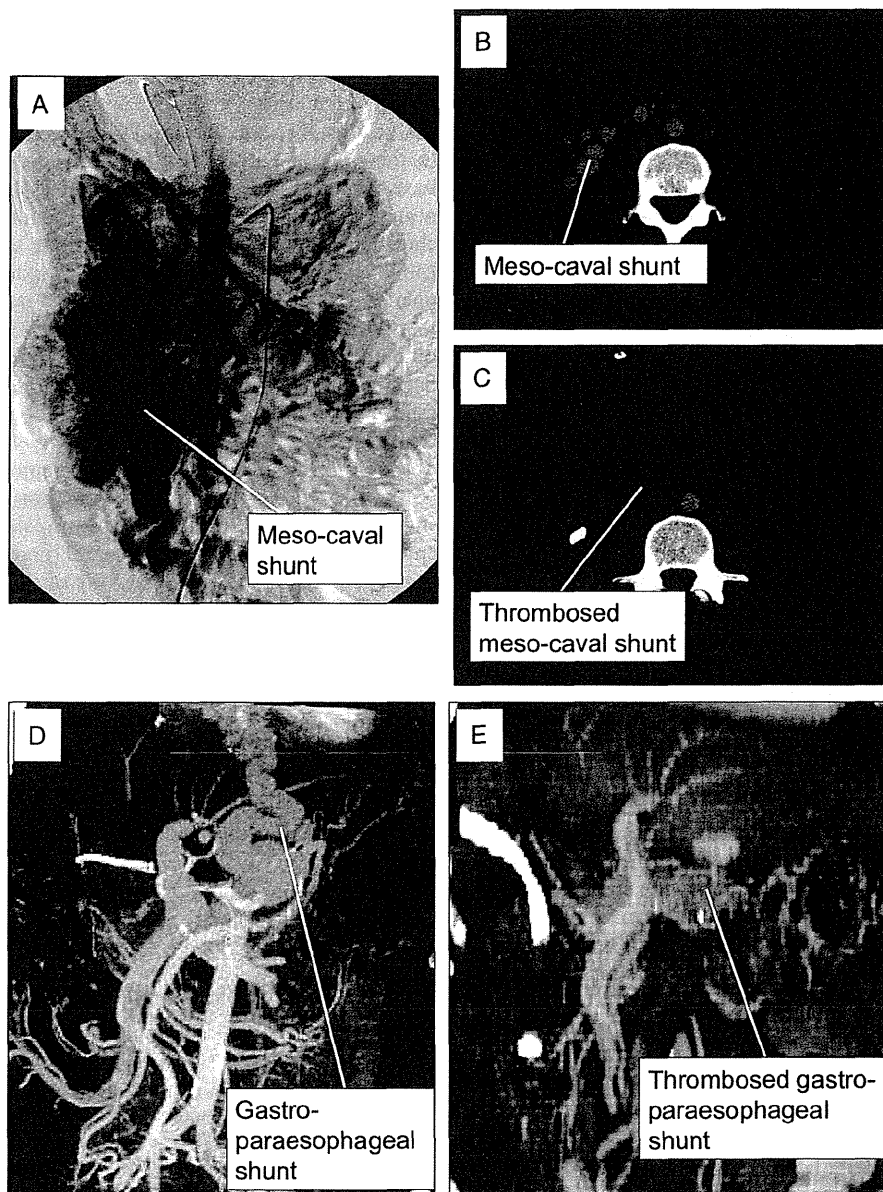 A
Meso-caval
shunt
B
Meso-caval shunt
C
Thrombosed
meso-caval shunt
D
Gastro-
paraesophageal
shunt
E
Thrombosed gastro-
paraesophageal
shunt